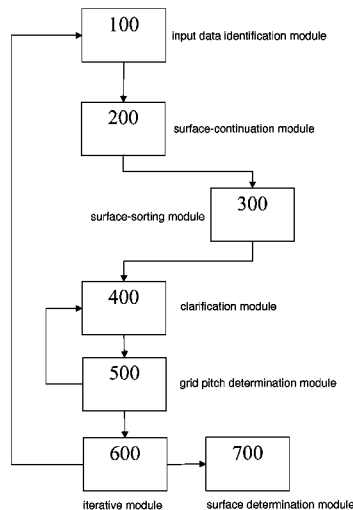 100
input data identification module
200
surface-continuation module
300
surface-sorting module
400
clarification module
500
grid pitch determination module
600
700
iterative module
surface determination module